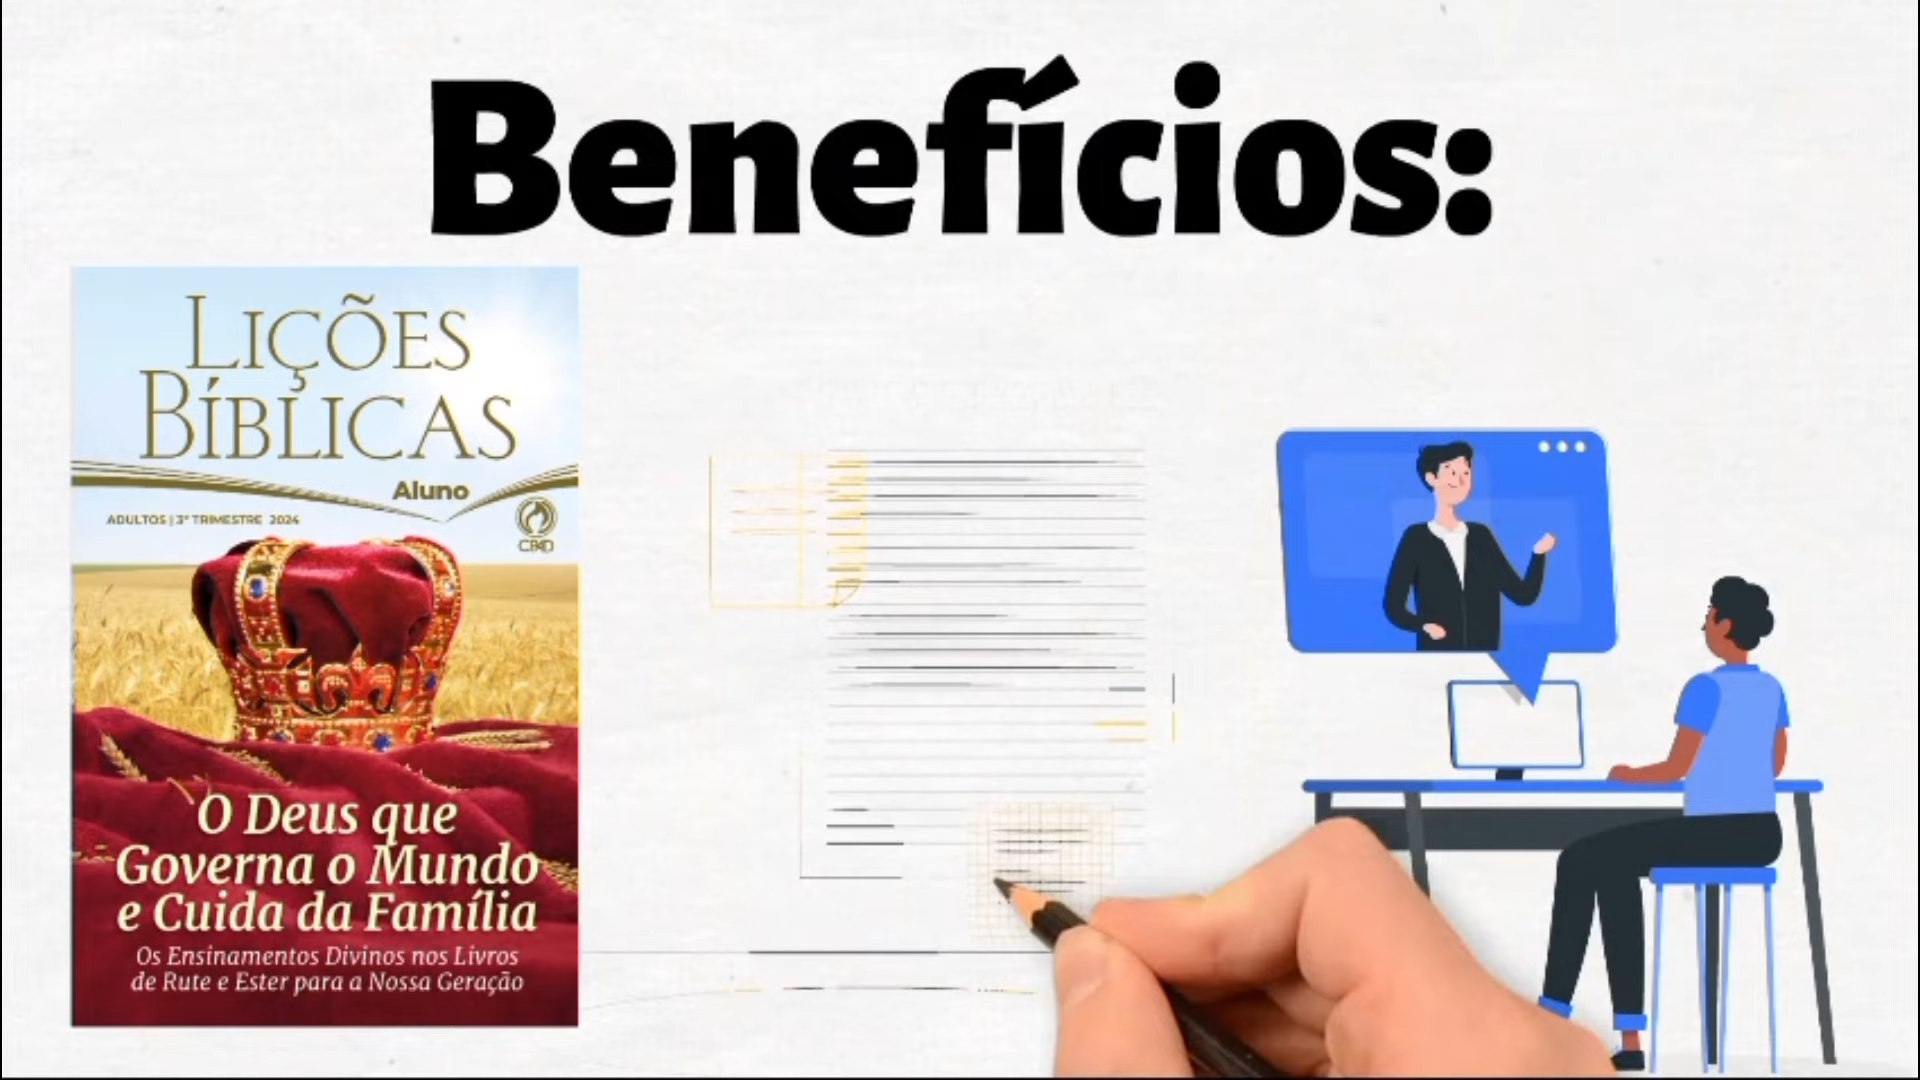 Benefícios:
LIÇÕES
BÍBLICAS
Aluno
ADULTOS | 3º TRIMESTRE 2024
CPAD
O Deus que
Governa o Mundo
e Cuida da Família
Os Ensinamentos Divinos nos Livros
de Rute e Ester para a Nossa Geração